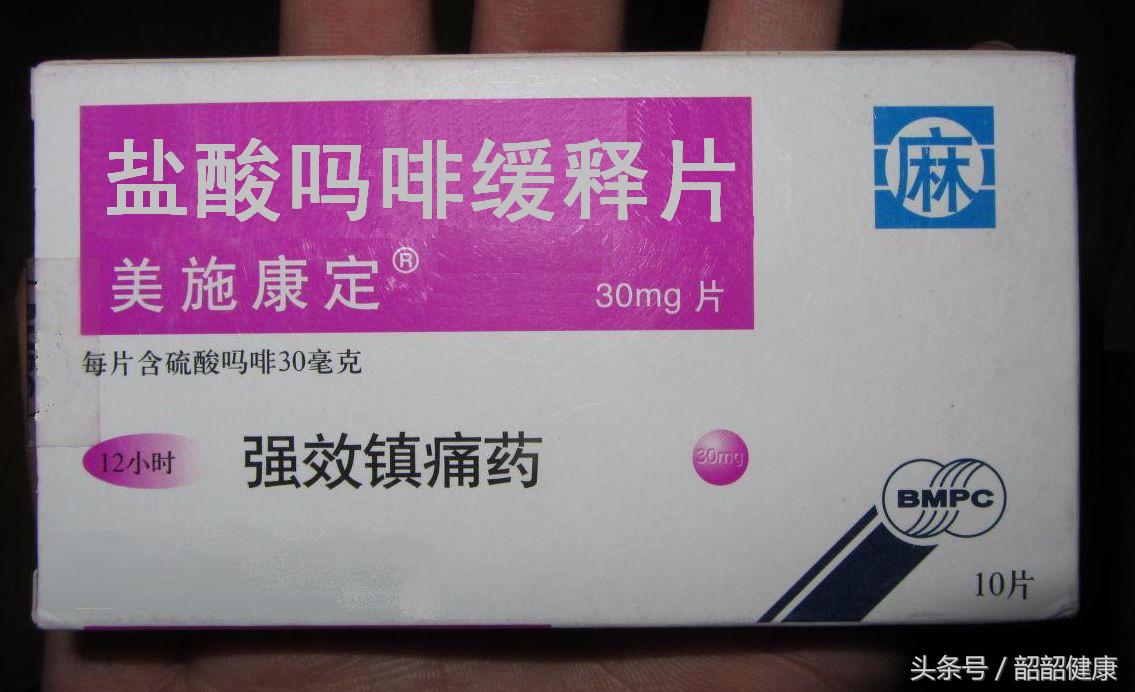 盐酸吗啡缓释片
麻
美施康定®
30mg 片
每片含硫酸吗啡30毫克
12小时
强效镇痛药
30mg
BMPC
10片
头条号 / 韶韶健康